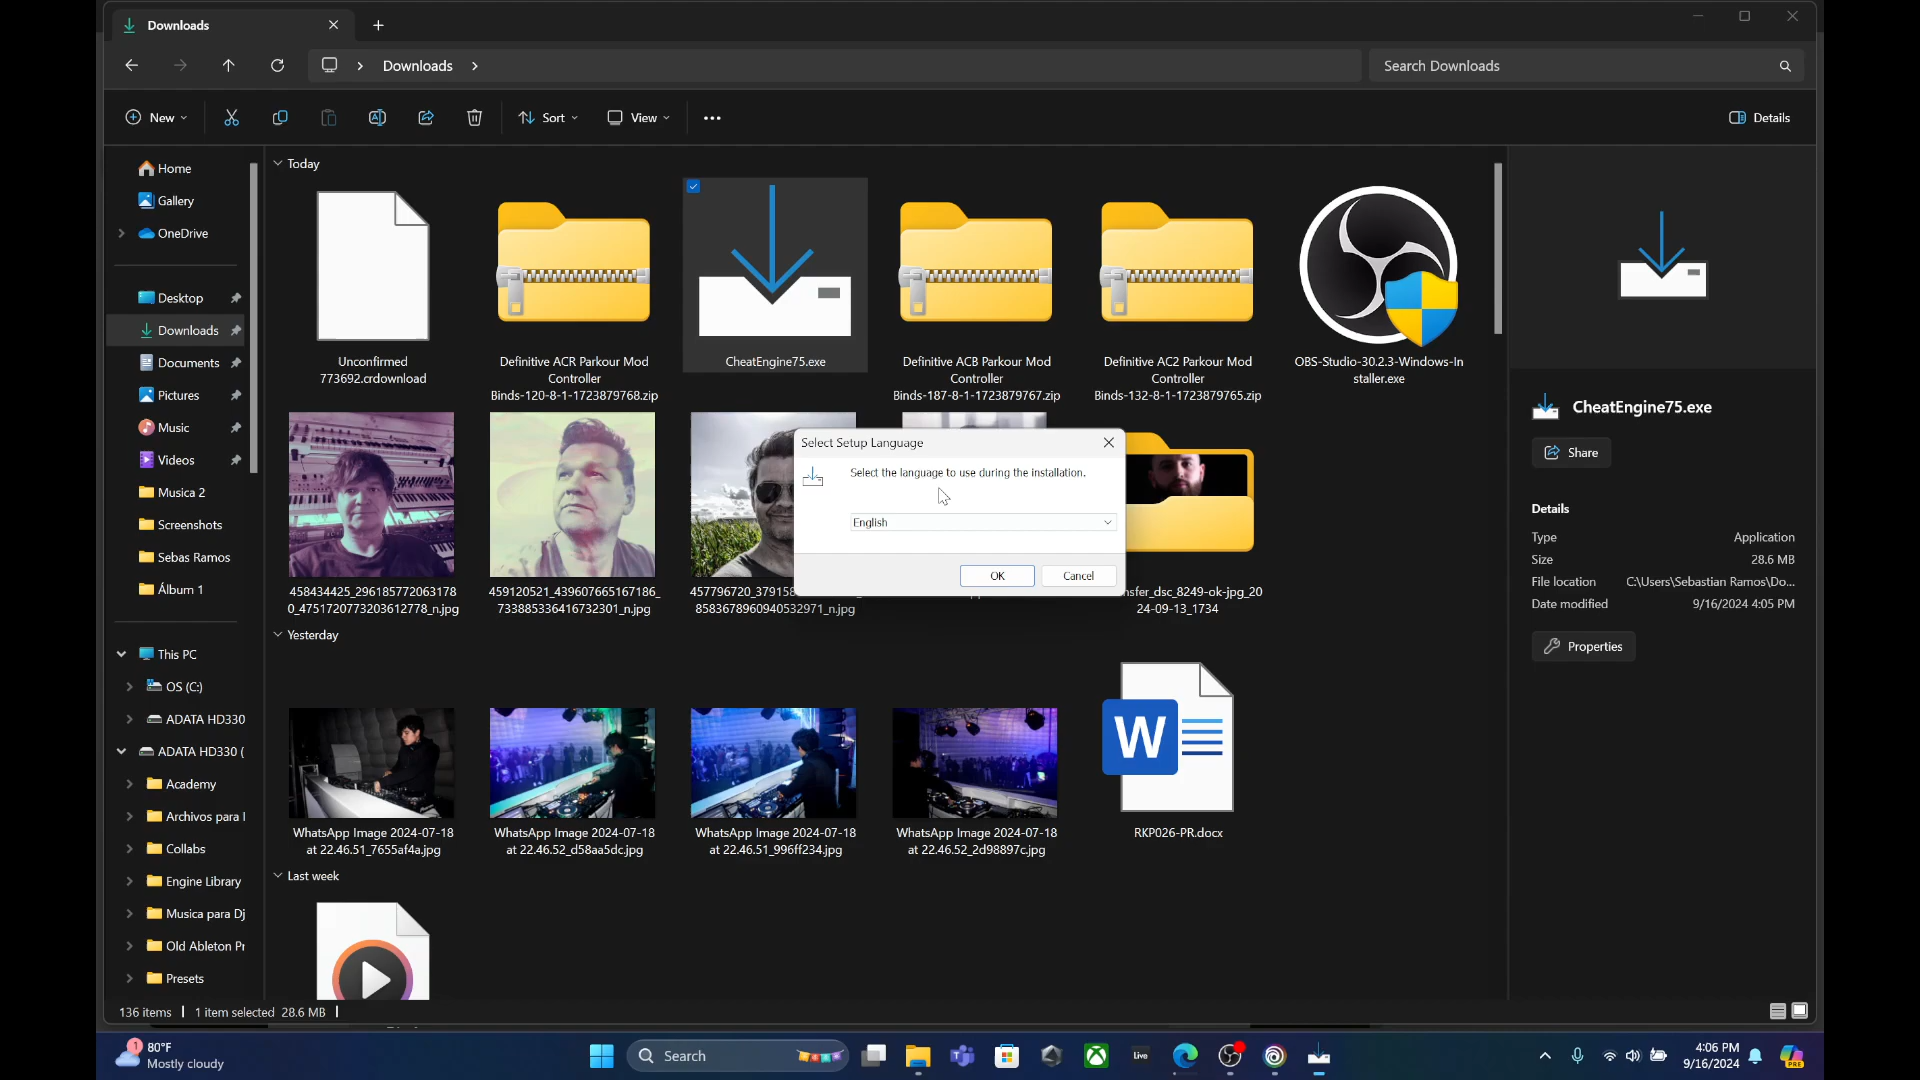 Downloads
Downloads
Search Downloads
New
Sort
View
Details
Home
Gallery
OneDrive
Desktop
Downloads
Documents
Pictures
Music
Videos
Musica 2
Screenshots
Sebas Ramos
Álbum 1
This PC
OS (C:)
ADATA HD330
ADATA HD330 (
Academy
Archivos para
Collabs
Engine Library
Musica para Dj
Old Ableton Pr
Presets
Today
Unconfirmed
773692.crdownload
Definitive ACR Parkour Mod
Controller
Binds-120-8-1-1723879768.zip
CheatEngine75.exe
Definitive ACB Parkour Mod
Controller
Binds-187-8-1-1723879767.zip
Definitive AC2 Parkour Mod
Controller
Binds-132-8-1-1723879765.zip
OBS-Studio-30.2.3-Windows-In
staller.exe
458434425_296185772063178
0_4751720773203612778_n.jpg
459120521_439607665167186_
733885336416732301_n.jpg
457796720_379158
8583678960940532971_n.jpg
nsfer_dsc_8249-ok-jpg_20
24-09-13_1734
Select Setup Language
Select the language to use during the installation.
English
OK
Cancel
Yesterday
WhatsApp Image 2024-07-18
at 22.46.51_7655af4a.jpg
WhatsApp Image 2024-07-18
at 22.46.52_d58aa5dc.jpg
WhatsApp Image 2024-07-18
at 22.46.51_996ff234.jpg
WhatsApp Image 2024-07-18
at 22.46.52_2d98897c.jpg
W
RKP026-PR.docx
Last week
CheatEngine75.exe
Share
Details
Type Application
Size 28.6 MB
File location C:\Users\Sebastian Ramos\Do...
Date modified 9/16/2024 4:05 PM
Properties
136 items
1 item selected 28.6 MB
1
80°F
Mostly cloudy
Search
Live
4:06 PM
9/16/2024
PRE